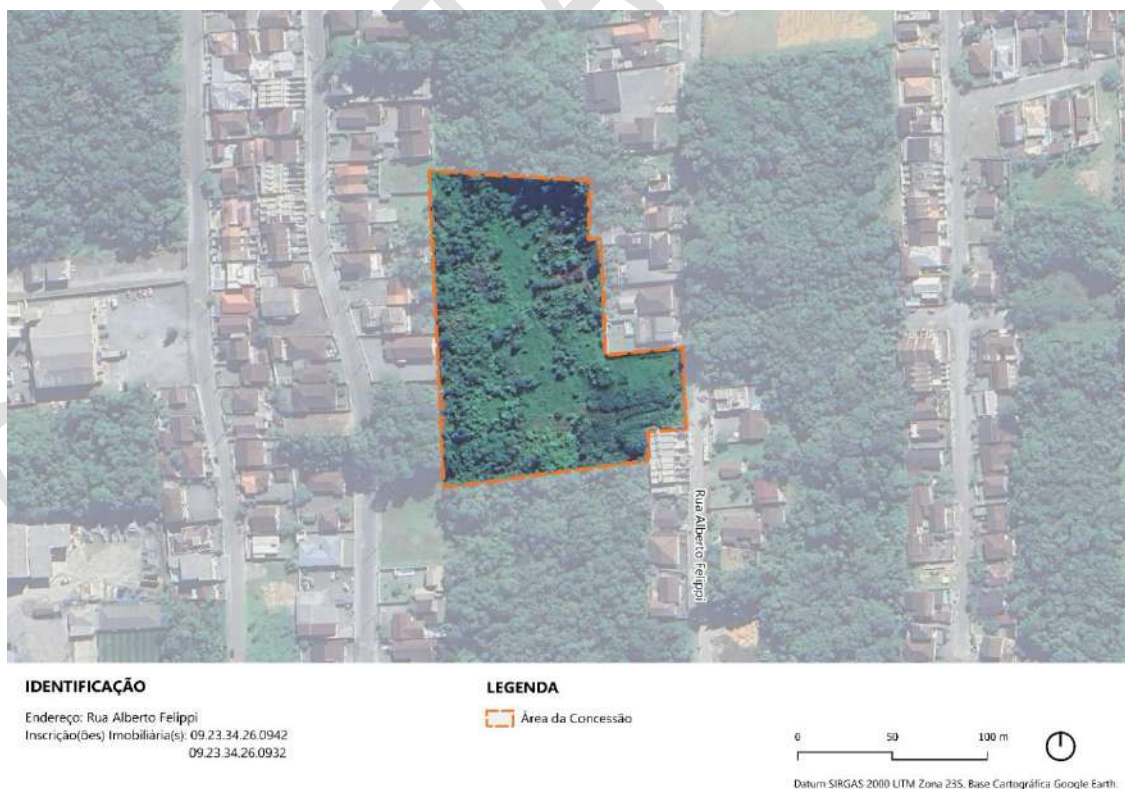 Rua Alberto Felippi
IDENTIFICAÇÃO
Endereço: Rua Alberto Felippi
Inscrição(ões) Imobiliária(s): 09.23.34.26.0942
09.23.34.26.0932
LEGENDA
Área da Concessão
0 50 100 m
Datum SIRGAS 2000 UTM Zona 23S. Base Cartográfica Google Earth.